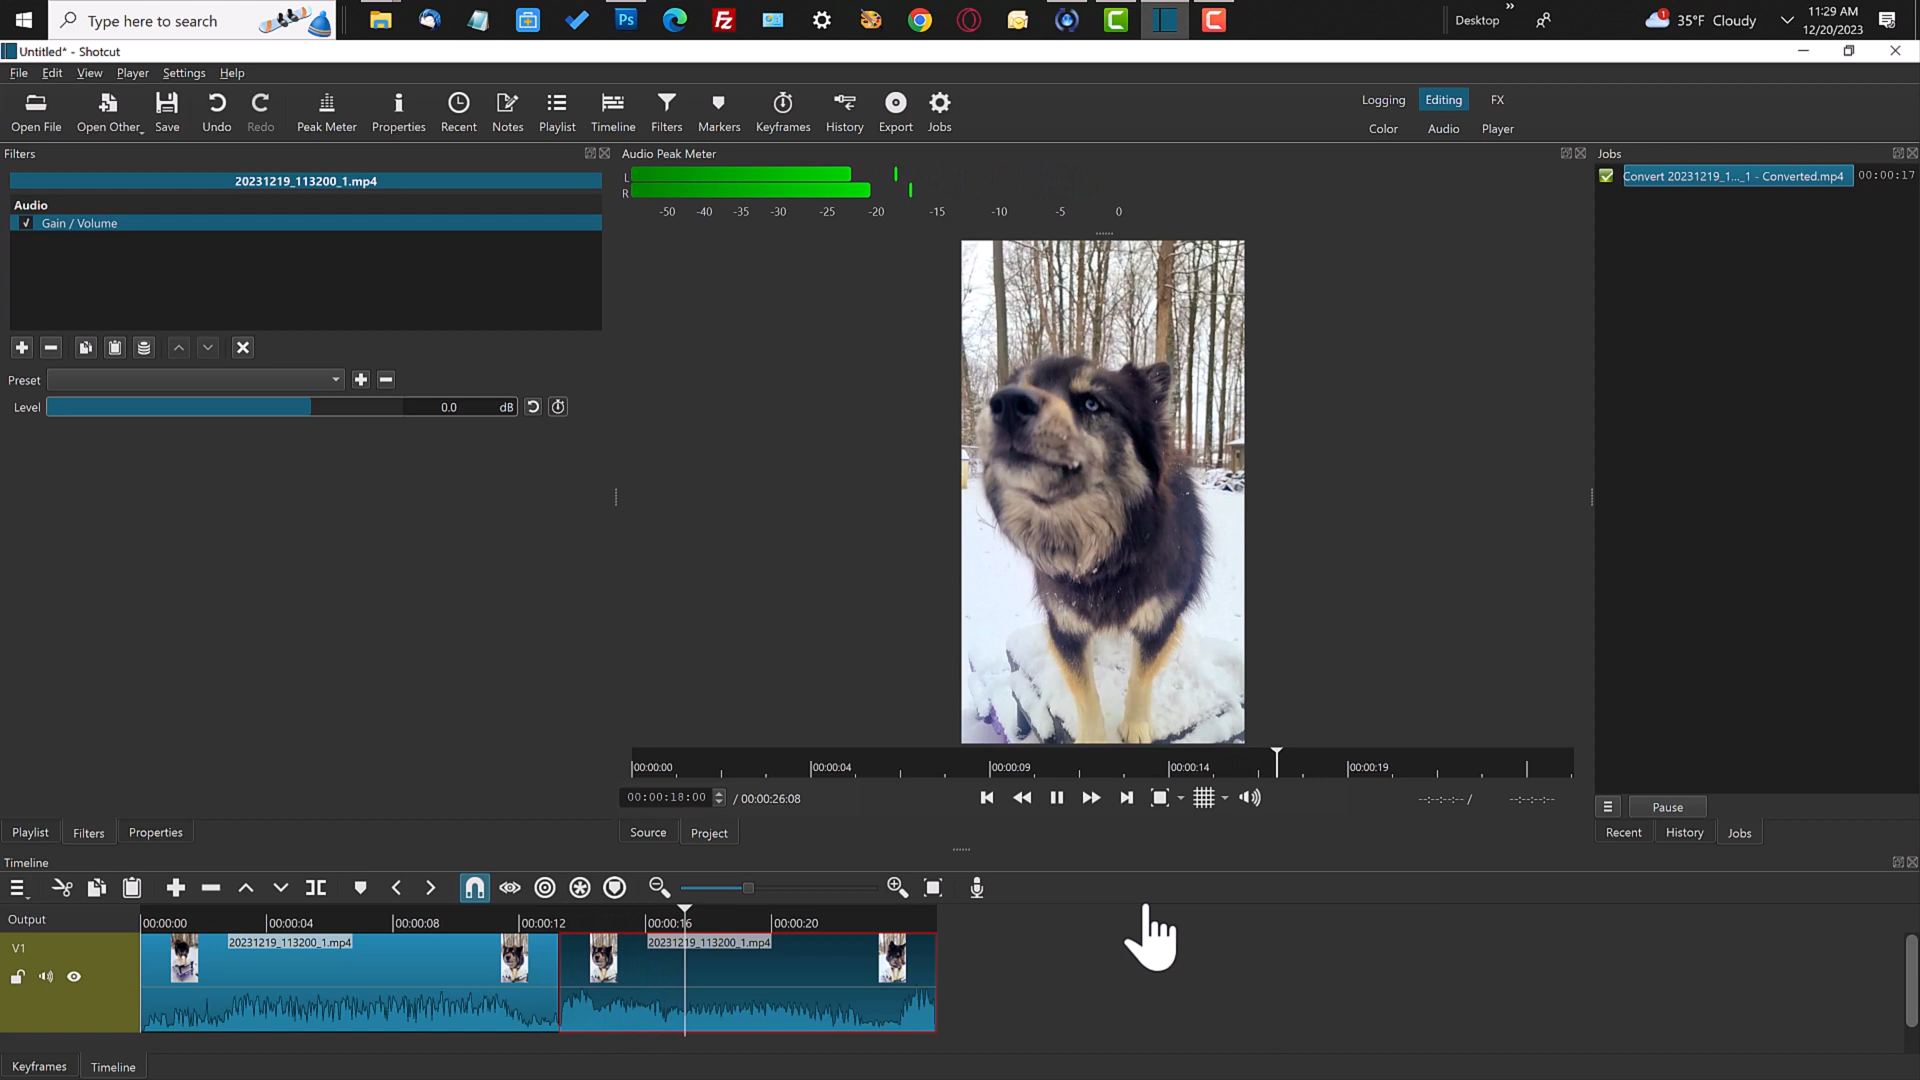 Type here to search
Ps
Fz
Desktop
»
1
35°F Cloudy
11:29 AM
12/20/2023
Untitled* - Shotcut
File Edit View Player Settings Help
Open File Open Other Save Undo Redo Peak Meter Properties Recent Notes Playlist Timeline Filters Markers Keyframes History Export Jobs
Logging Editing FX
Color Audio Player
Filters
Audio Peak Meter
Jobs
20231219_113200_1.mp4
Convert 20231219_1..._1 - Converted.mp4 00:00:17
L
R
-50 -40 -35 -30 -25 -20 -15 -10 -5 0
Audio
Gain / Volume
Preset
Level 0.0 dB
00:00:00 00:00:04 00:00:09 00:00:14 00:00:19
00:00:18:00 / 00:00:26:08
--:--:--:-- / --:--:--:--
Pause
Playlist Filters Properties
Source Project
Recent History Jobs
Timeline
Output
00:00:00 00:00:04 00:00:08 00:00:12 00:00:16 00:00:20
V1
20231219_113200_1.mp4 20231219_113200_1.mp4
Keyframes Timeline